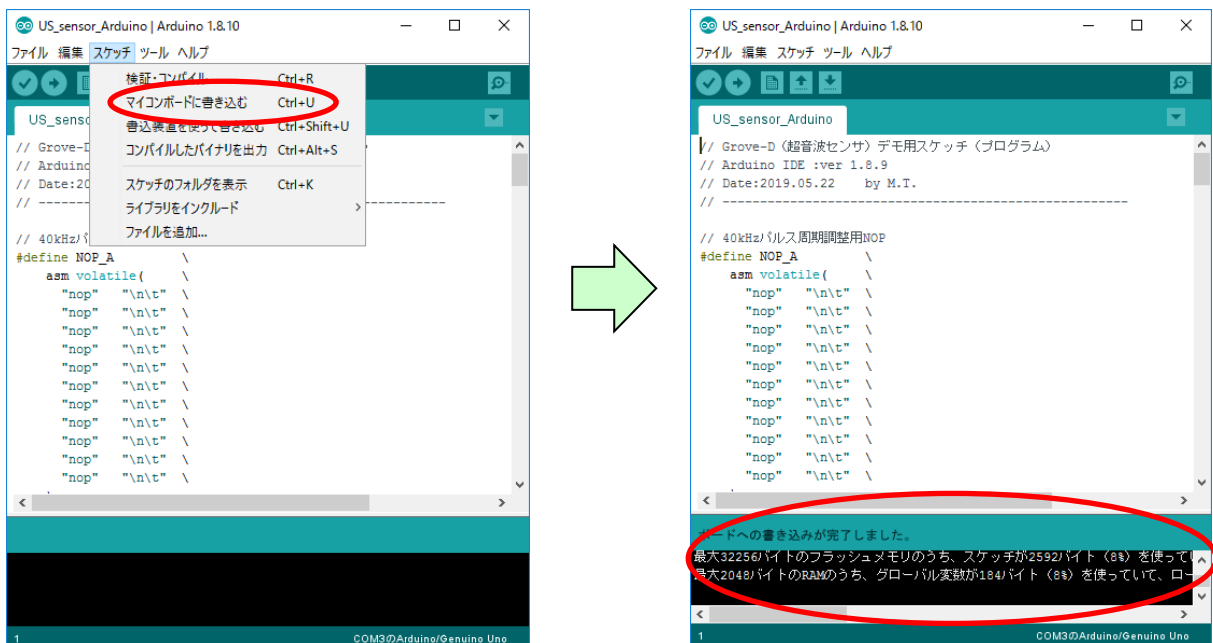 US_sensor_Arduino | Arduino 1.8.10
ファイル 編集 スケッチ ツール ヘルプ
検証・コンパイル Ctrl+R
マイコンボードに書き込む Ctrl+U
書込装置を使って書き込む Ctrl+Shift+U
コンパイルしたバイナリを出力 Ctrl+Alt+S
スケッチのフォルダを表示 Ctrl+K
ライブラリをインクルード
ファイルを追加...
US_senso
// Grove-D
// Arduino
// Date:20
// ---------------------
// 40kHzパ
#define NOP_A \
asm volatile( \
"nop" "\n\t" \
"nop" "\n\t" \
"nop" "\n\t" \
"nop" "\n\t" \
"nop" "\n\t" \
"nop" "\n\t" \
"nop" "\n\t" \
"nop" "\n\t" \
"nop" "\n\t" \
"nop" "\n\t" \
"nop" "\n\t" \
1 COM3のArduino/Genuino Uno
US_sensor_Arduino | Arduino 1.8.10
ファイル 編集 スケッチ ツール ヘルプ
US_sensor_Arduino
// Grove-D（超音波センサ）デモ用スケッチ（プログラム）
// Arduino IDE :ver 1.8.9
// Date:2019.05.22 by M.T.
// ------------------------------------------------------
// 40kHzパルス周期調整用NOP
#define NOP_A \
asm volatile( \
"nop" "\n\t" \
"nop" "\n\t" \
"nop" "\n\t" \
"nop" "\n\t" \
"nop" "\n\t" \
"nop" "\n\t" \
"nop" "\n\t" \
"nop" "\n\t" \
"nop" "\n\t" \
"nop" "\n\t" \
"nop" "\n\t" \
ボードへの書き込みが完了しました。
最大32256バイトのフラッシュメモリのうち、スケッチが2592バイト（8%）を使ってい
最大2048バイトのRAMのうち、グローバル変数が184バイト（8%）を使っていて、ロー
1 COM3のArduino/Genuino Uno